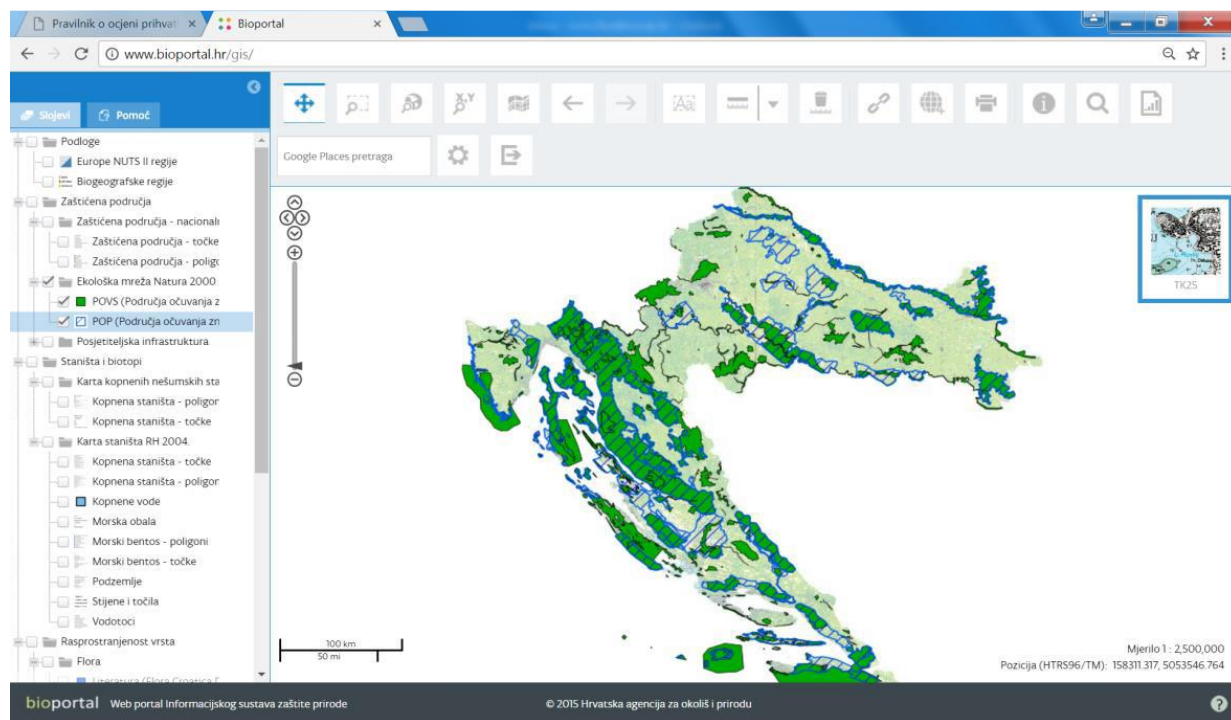 Pravilnik o ocjeni prihvat
Bioportal
www.bioportal.hr/gis/
Slojevi
Pomoć
X,Y
Aa
Google Places pretraga
Podloge
Europe NUTS II regije
Biogeografske regije
Zaštićena područja
Zaštićena područja - nacionali
Zaštićena područja - točke
Zaštićena područja - poligo
Ekološka mreža Natura 2000
POVS (Područja očuvanja z
POP (Područja očuvanja zn
Posjetiteljska infrastruktura
Staništa i biotopi
Karta kopnenih nešumskih sta
Kopnena staništa - poligor
Kopnena staništa - točke
Karta staništa RH 2004.
Kopnena staništa - točke
Kopnena staništa - poligor
Kopnene vode
Morska obala
Morski bentos - poligoni
Morski bentos - točke
Podzemlje
Stijene i točila
Vodotoci
Rasprostranjenost vrsta
Flora
TK25
100 km
50 mi
Mjerilo 1 : 2,500,000
Pozicija (HTRS96/TM): 158311.317, 5053546.764
bioportal Web portal Informacijskog sustava zaštite prirode
© 2015 Hrvatska agencija za okoliš i prirodu